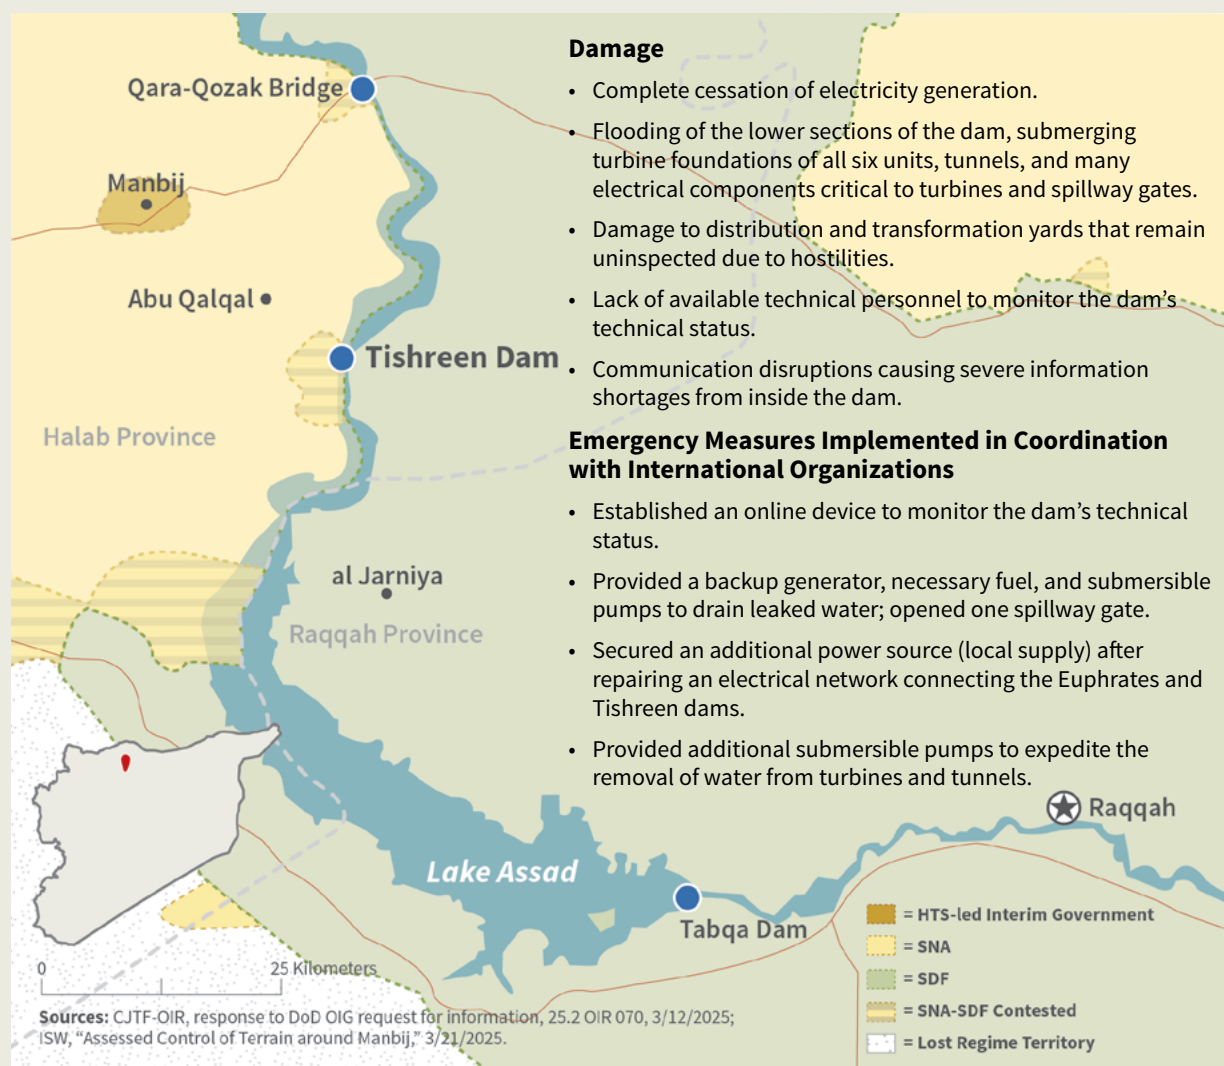 Damage
• Complete cessation of electricity generation.
• Flooding of the lower sections of the dam, submerging
turbine foundations of all six units, tunnels, and many
electrical components critical to turbines and spillway gates.
• Damage to distribution and transformation yards that remain
uninspected due to hostilities.
• Lack of available technical personnel to monitor the dam’s
technical status.
• Communication disruptions causing severe information
shortages from inside the dam.
Emergency Measures Implemented in Coordination
with International Organizations
• Established an online device to monitor the dam’s technical
status.
• Provided a backup generator, necessary fuel, and submersible
pumps to drain leaked water; opened one spillway gate.
• Secured an additional power source (local supply) after
repairing an electrical network connecting the Euphrates and
Tishreen dams.
• Provided additional submersible pumps to expedite the
removal of water from turbines and tunnels.
Qara-Qozak Bridge
Manbij
Abu Qalqal
Tishreen Dam
Halab Province
al Jarniya
Raqqah Province
Lake Assad
Raqqah
Tabqa Dam
0
25 Kilometers
= HTS-led Interim Government
= SNA
= SDF
= SNA-SDF Contested
= Lost Regime Territory
Sources: CJTF-OIR, response to DoD OIG request for information, 25.2 OIR 070, 3/12/2025;
ISW, “Assessed Control of Terrain around Manbij,” 3/21/2025.